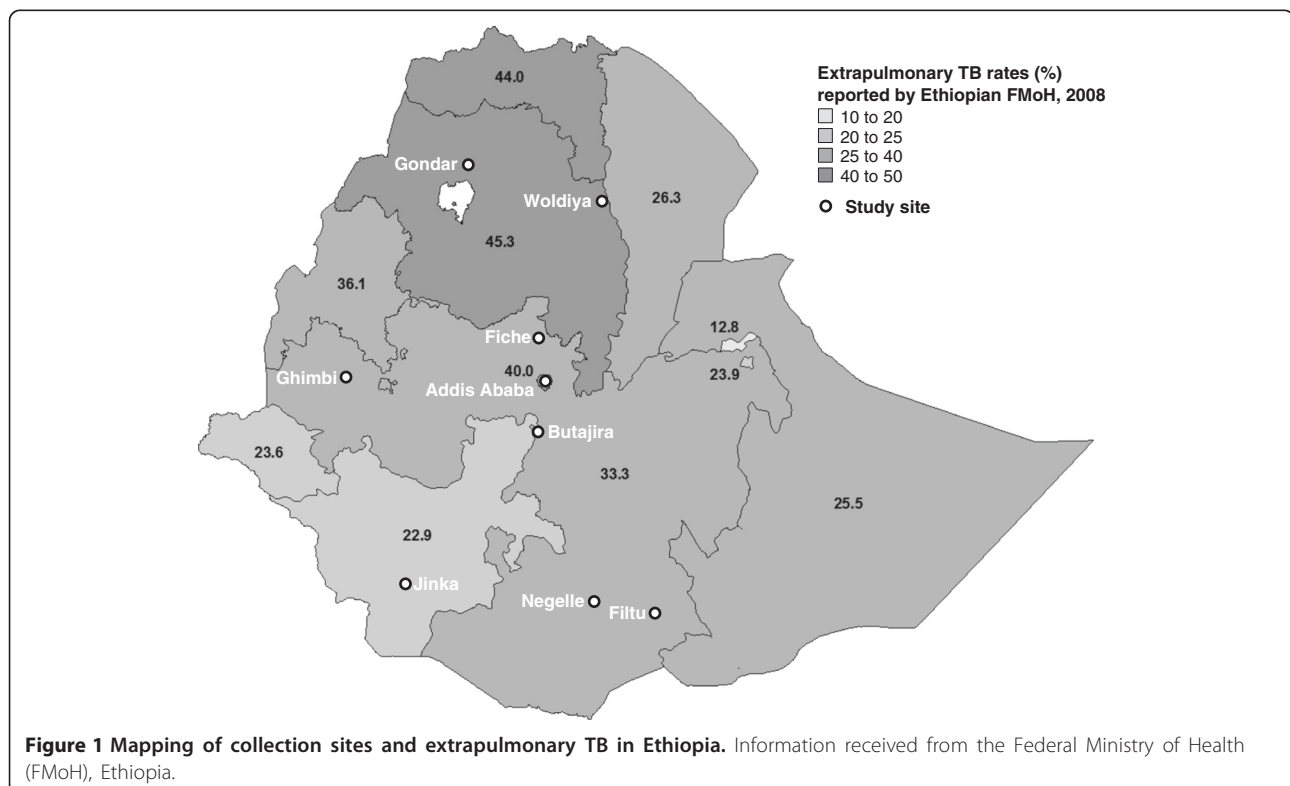 44.0
Extrapulmonary TB rates (%)
reported by Ethiopian FMoH, 2008
10 to 20
20 to 25
25 to 40
40 to 50
Study site
Gondar
Woldiya
26.3
45.3
36.1
12.8
Fiche
23.9
40.0
Ghimbi
Addis Ababa
Butajira
23.6
33.3
25.5
22.9
Jinka
Negelle
Filtu
Figure 1 Mapping of collection sites and extrapulmonary TB in Ethiopia. Information received from the Federal Ministry of Health
(FMoH), Ethiopia.